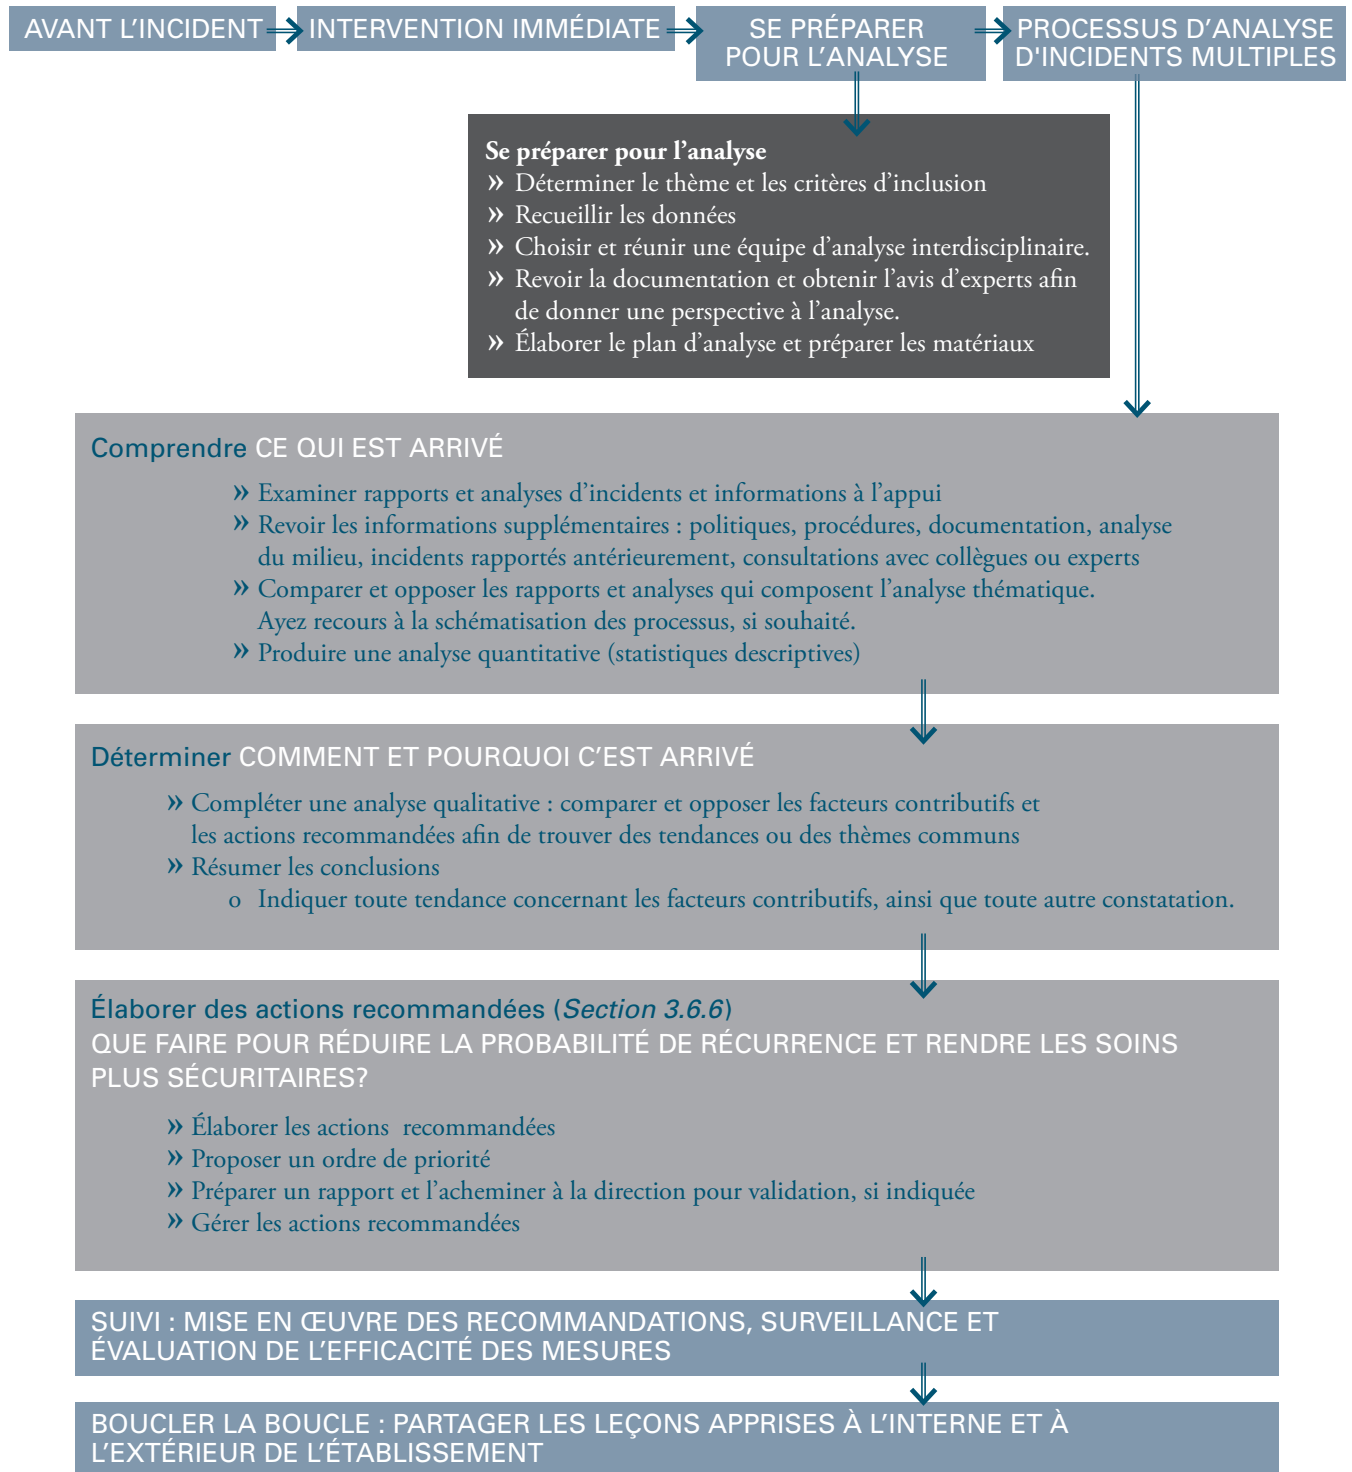 AVANT L’INCIDENT
INTERVENTION IMMÉDIATE
SE PRÉPARER
POUR L’ANALYSE
PROCESSUS D’ANALYSE
D'INCIDENTS MULTIPLES
Se préparer pour l’analyse
» Déterminer le thème et les critères d’inclusion
» Recueillir les données
» Choisir et réunir une équipe d’analyse interdisciplinaire.
» Revoir la documentation et obtenir l’avis d’experts afin
de donner une perspective à l’analyse.
» Élaborer le plan d’analyse et préparer les matériaux
Comprendre CE QUI EST ARRIVÉ
» Examiner rapports et analyses d’incidents et informations à l’appui
» Revoir les informations supplémentaires : politiques, procédures, documentation, analyse
du milieu, incidents rapportés antérieurement, consultations avec collègues ou experts
» Comparer et opposer les rapports et analyses qui composent l’analyse thématique.
Ayez recours à la schématisation des processus, si souhaité.
» Produire une analyse quantitative (statistiques descriptives)
Déterminer COMMENT ET POURQUOI C’EST ARRIVÉ
» Compléter une analyse qualitative : comparer et opposer les facteurs contributifs et
les actions recommandées afin de trouver des tendances ou des thèmes communs
» Résumer les conclusions
o Indiquer toute tendance concernant les facteurs contributifs, ainsi que toute autre constatation.
Élaborer des actions recommandées (Section 3.6.6)
QUE FAIRE POUR RÉDUIRE LA PROBABILITÉ DE RÉCURRENCE ET RENDRE LES SOINS
PLUS SÉCURITAIRES?
» Élaborer les actions recommandées
» Proposer un ordre de priorité
» Préparer un rapport et l’acheminer à la direction pour validation, si indiquée
» Gérer les actions recommandées
SUIVI : MISE EN ŒUVRE DES RECOMMANDATIONS, SURVEILLANCE ET
ÉVALUATION DE L’EFFICACITÉ DES MESURES
BOUCLER LA BOUCLE : PARTAGER LES LEÇONS APPRISES À L’INTERNE ET À
L’EXTÉRIEUR DE L’ÉTABLISSEMENT